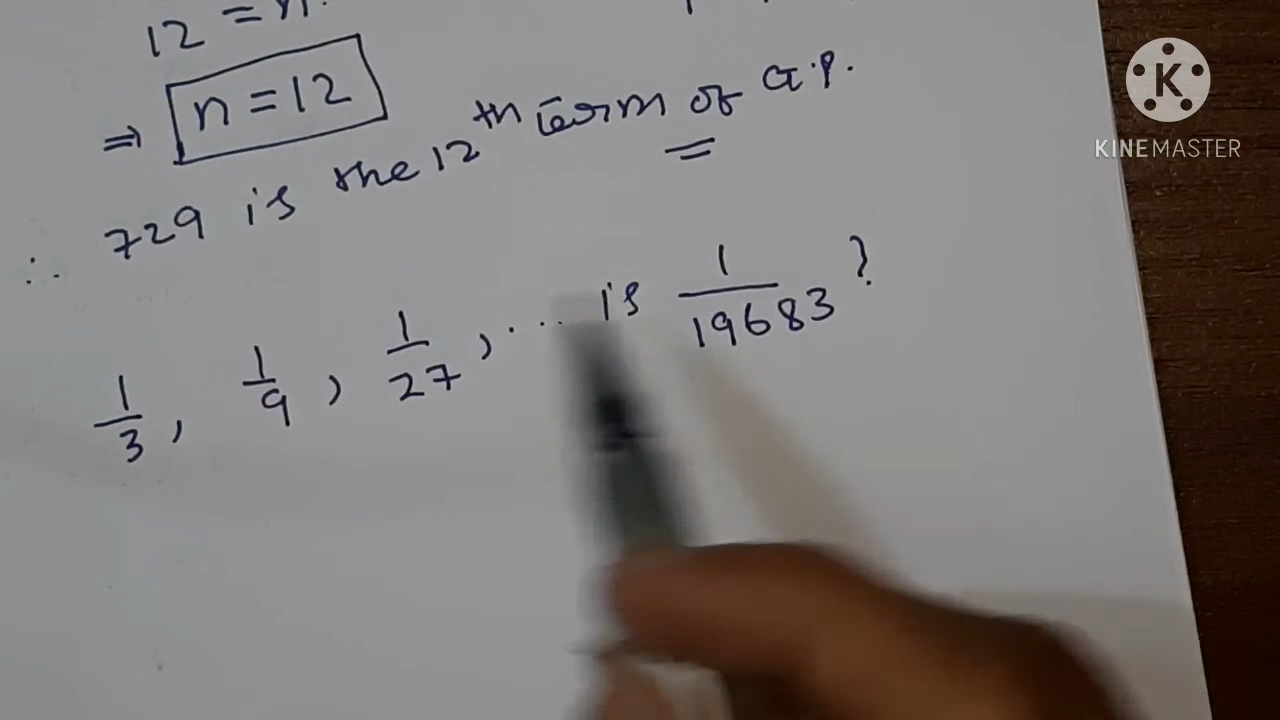 12 = n.
⇒ n = 12
∴ 729 is the 12th term of G.P.
1/3, 1/9, 1/27, ... is 1/19683?
K
KINEMASTER